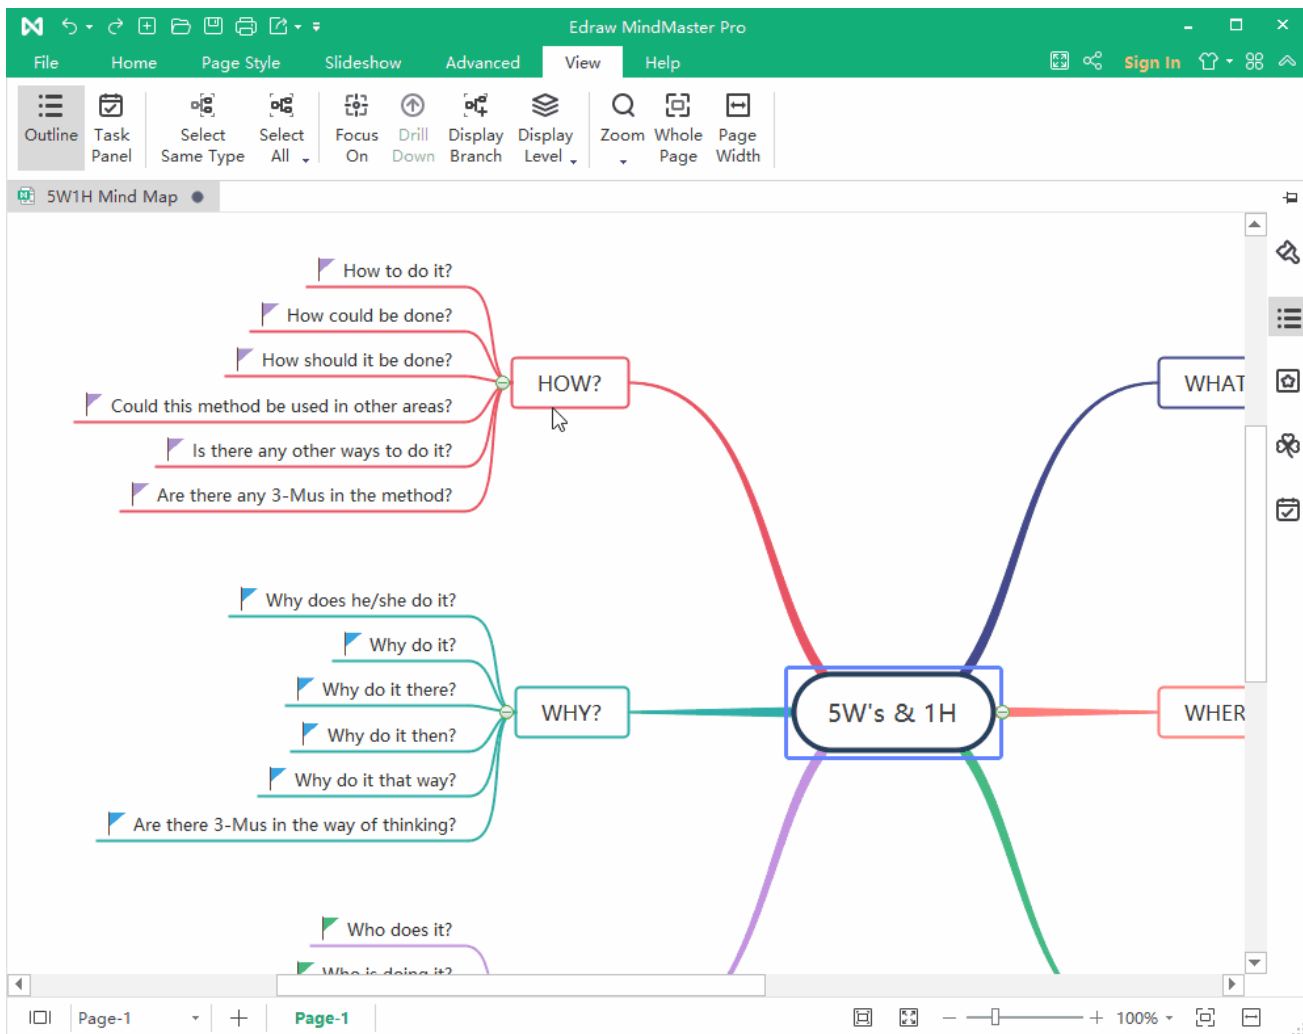 Edraw MindMaster Pro
File Home Page Style Slideshow Advanced View Help Sign In
Outline
Task Panel
Select Same Type
Select All
Focus On
Drill Down
Display Branch
Display Level
Zoom
Whole Page
Page Width
5W1H Mind Map
How to do it?
How could be done?
How should it be done?
Could this method be used in other areas?
Is there any other ways to do it?
Are there any 3-Mus in the method?
HOW?
WHAT
Why does he/she do it?
Why do it?
Why do it there?
Why do it then?
Why do it that way?
Are there 3-Mus in the way of thinking?
WHY?
5W's & 1H
WHER
Who does it?
Who is doing it?
Page-1
Page-1
100%